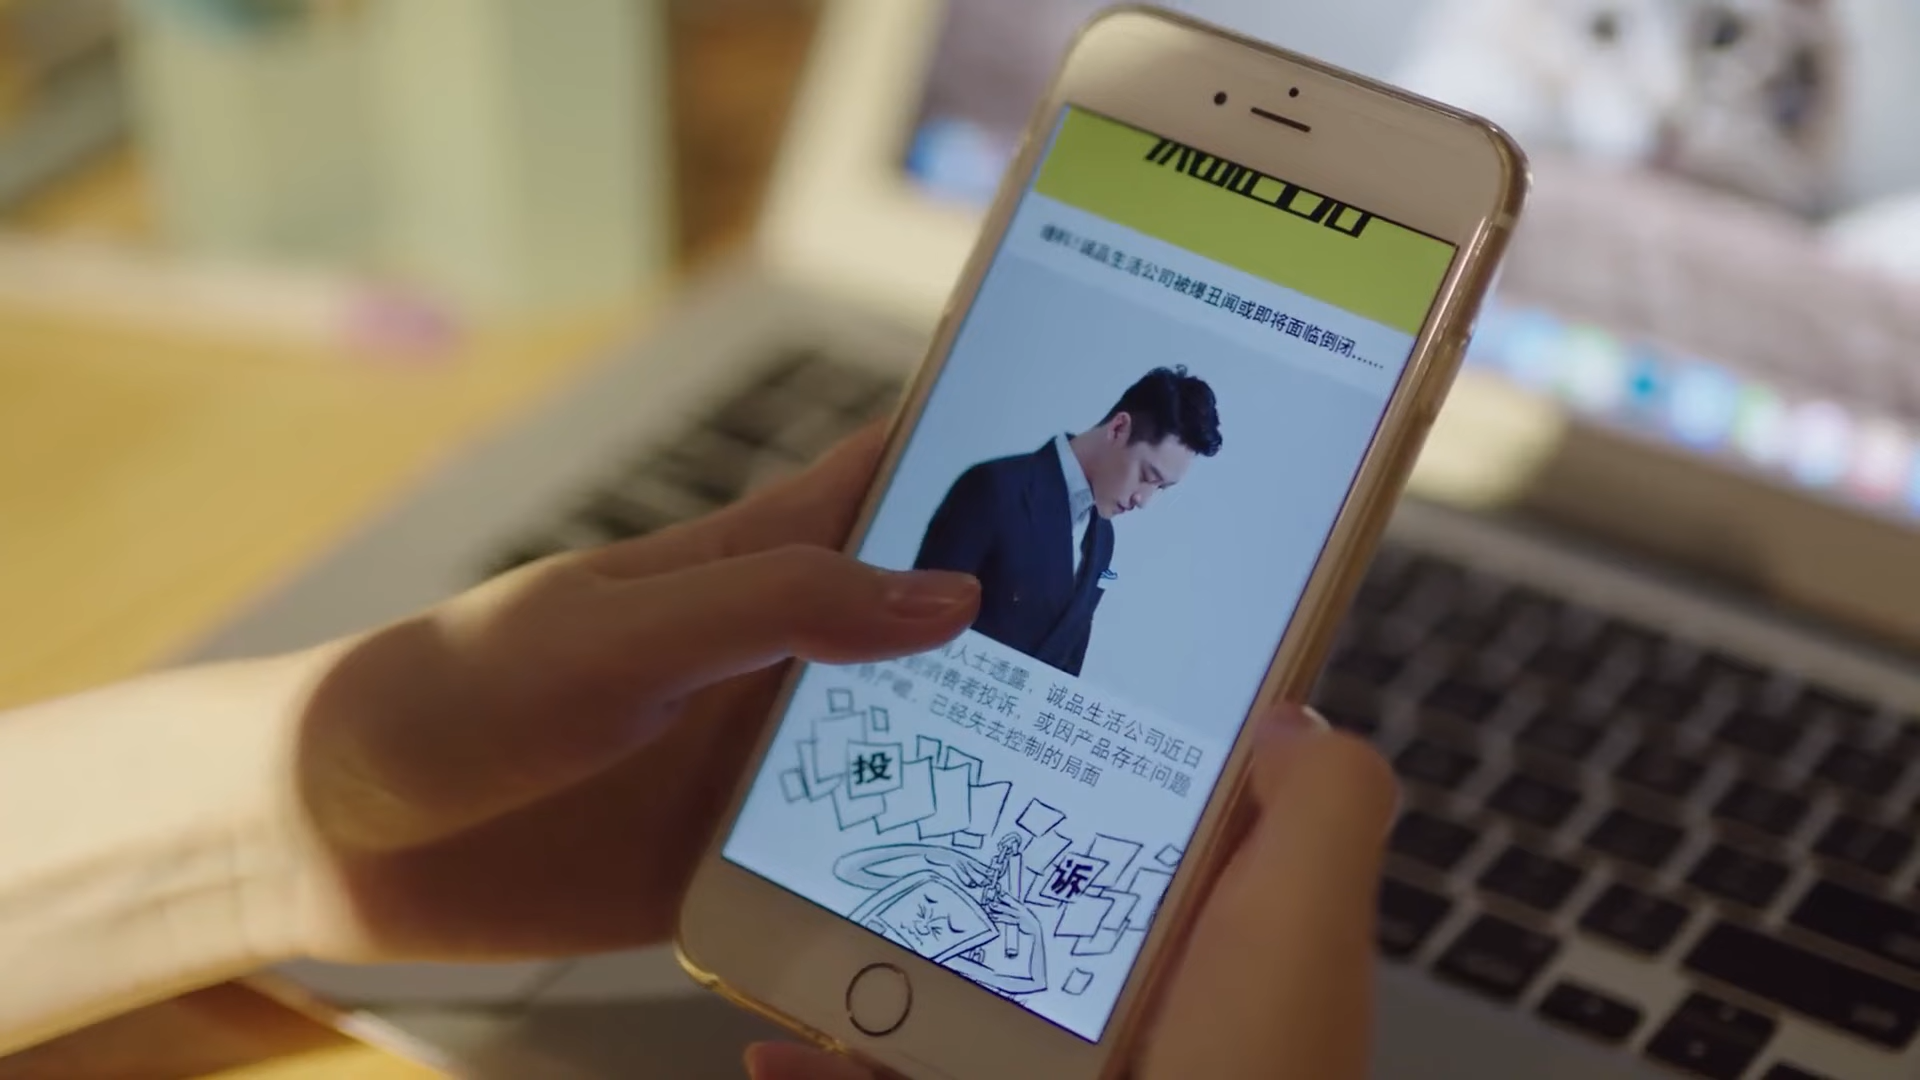 爆料!诚品生活公司被爆丑闻或即将面临倒闭......
人士透露，诚品生活公司近日
消费者投诉，或因产品存在问题
严峻，已经失去控制的局面
投
诉